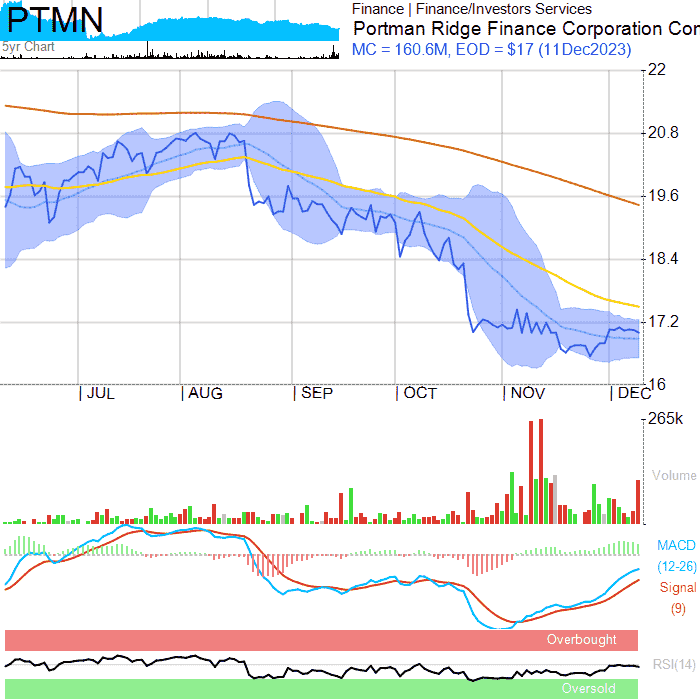 PTMN
5yr Chart
Finance | Finance/Investors Services
Portman Ridge Finance Corporation Con
MC = 160.6M, EOD = $17 (11Dec2023)
22
20.8
19.6
18.4
17.2
16
| JUL | AUG | SEP | OCT | NOV | DEC
265k
Volume
MACD
(12-26)
Signal
(9)
Overbought
RSI(14)
Oversold